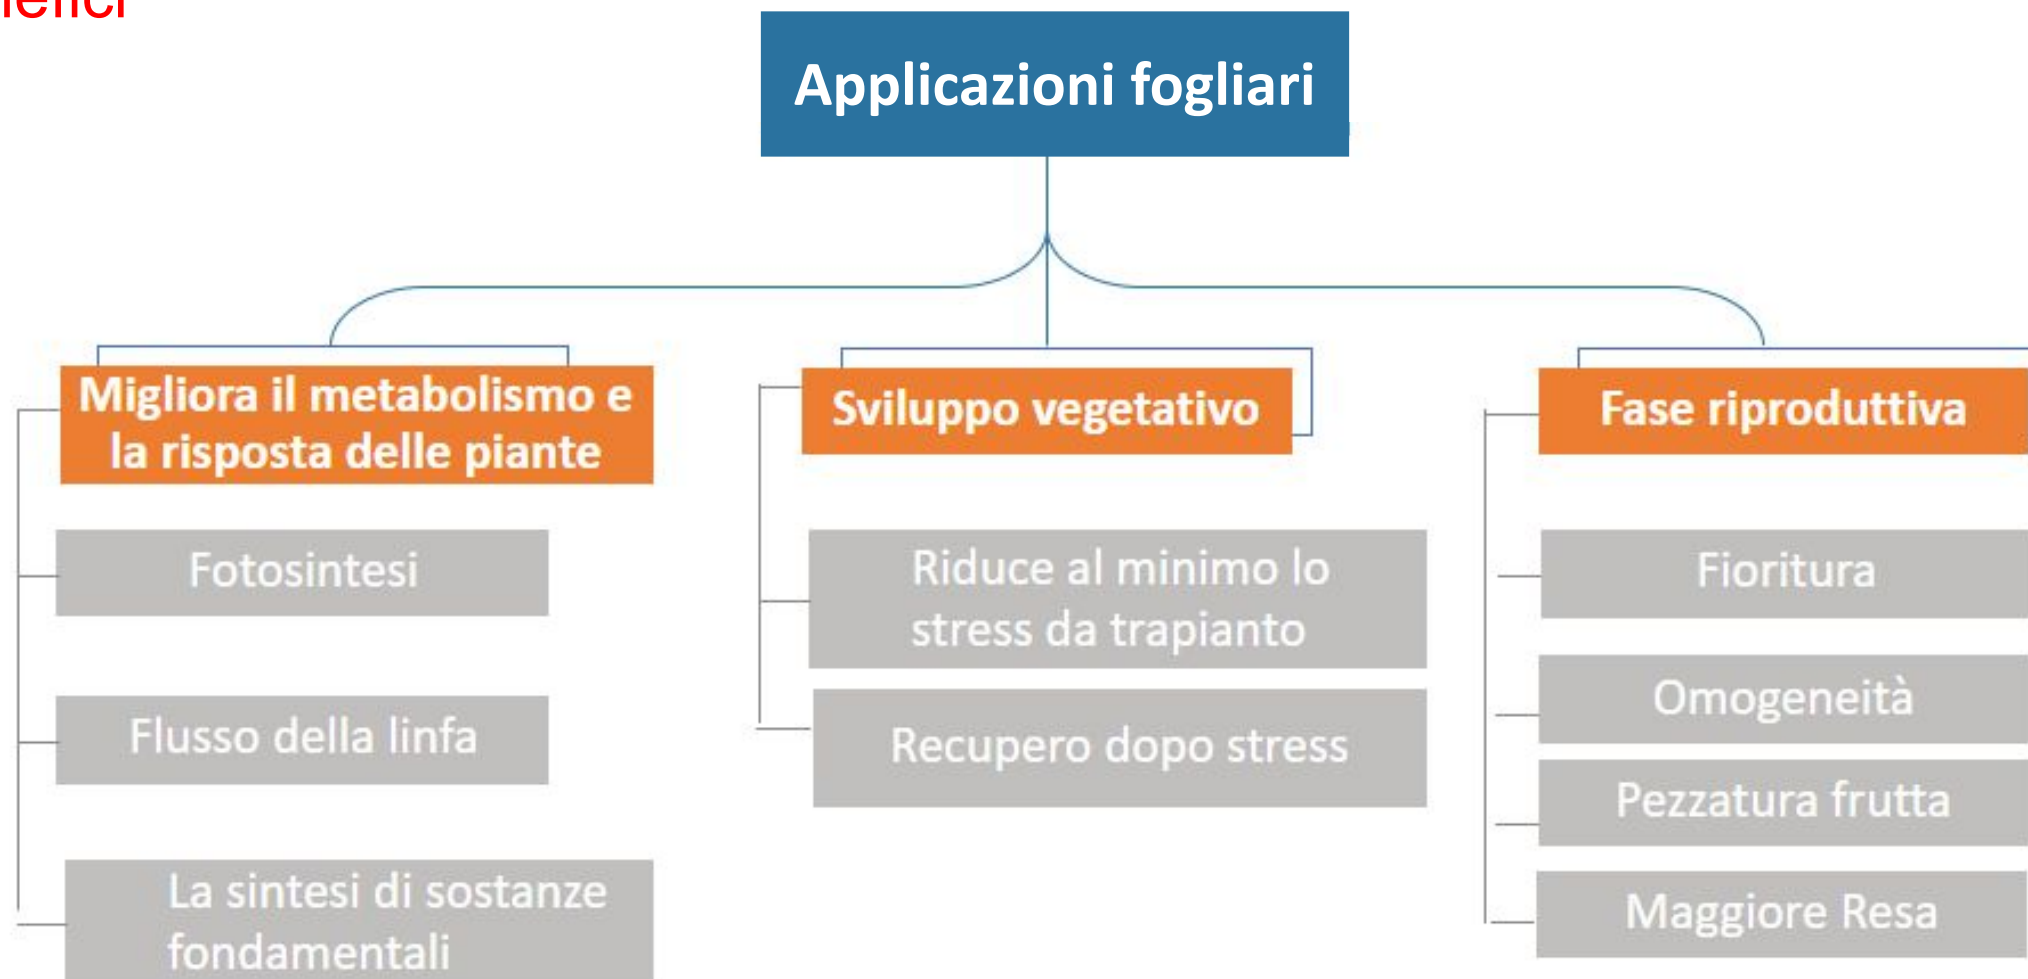 Applicazioni fogliari
Migliora il metabolismo e
la risposta delle piante
Fotosintesi
Flusso della linfa
La sintesi di sostanze
fondamentali
Sviluppo vegetativo
Riduce al minimo lo
stress da trapianto
Recupero dopo stress
Fase riproduttiva
Fioritura
Omogeneità
Pezzatura frutta
Maggiore Resa